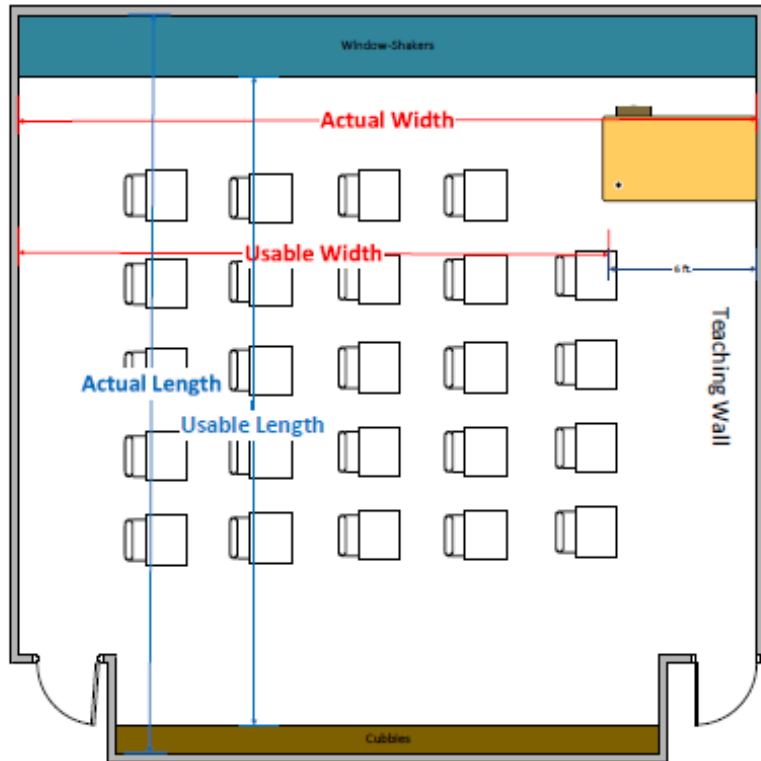 Window-Shakers
Actual Width
Usable Width
6 ft.
Teaching Wall
Actual Length
Usable Length
Cubbies